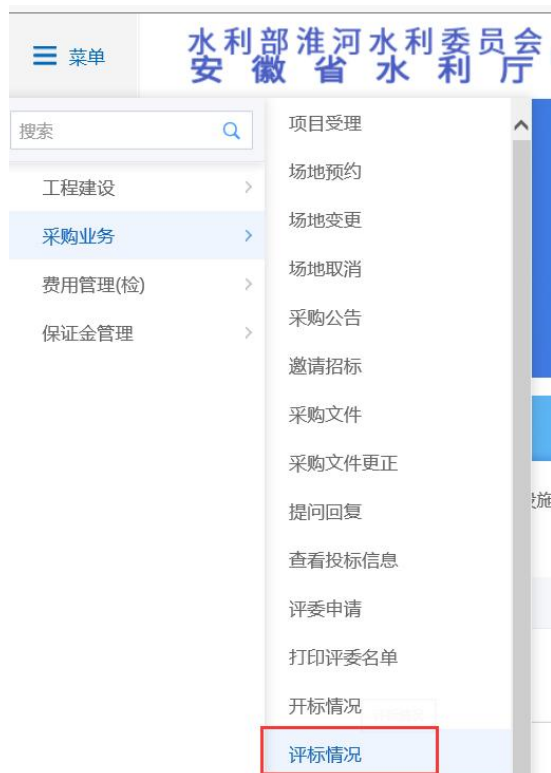 菜单
水利部淮河水利委员会
安徽省水利厅
搜索
工程建设
采购业务
费用管理(检)
保证金管理
项目受理
场地预约
场地变更
场地取消
采购公告
邀请招标
采购文件
采购文件更正
提问回复
查看投标信息
评委申请
打印评委名单
开标情况
评标情况
施